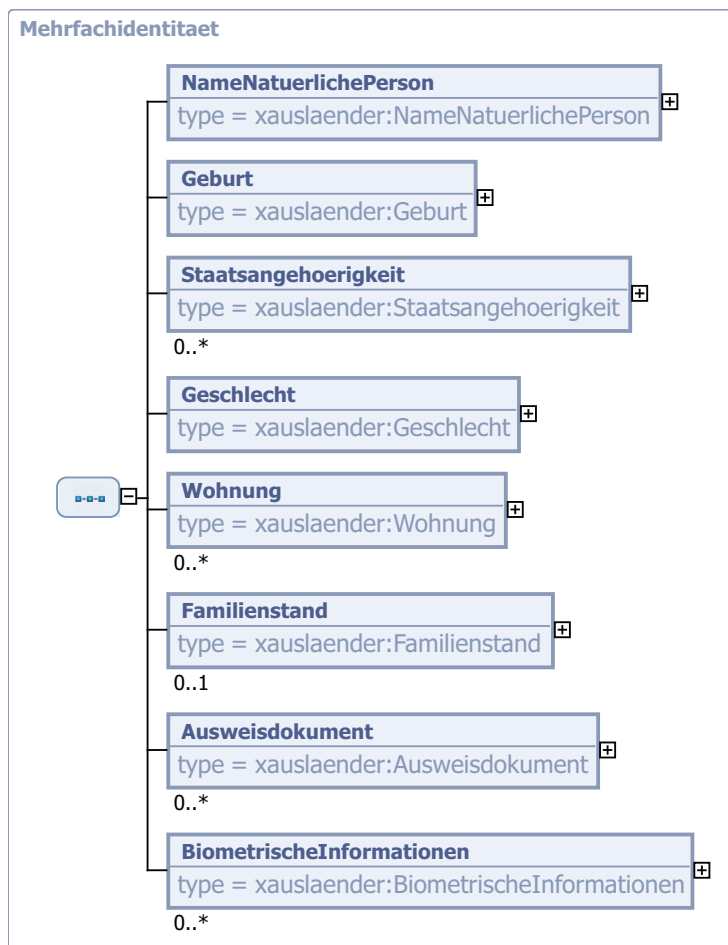 Mehrfachidentitaet
NameNatuerlichePerson
type = xauslaender:NameNatuerlichePerson
Geburt
type = xauslaender:Geburt
Staatsangehoerigkeit
type = xauslaender:Staatsangehoerigkeit
0..*
Geschlecht
type = xauslaender:Geschlecht
Wohnung
type = xauslaender:Wohnung
0..*
Familienstand
type = xauslaender:Familienstand
0..1
Ausweisdokument
type = xauslaender:Ausweisdokument
0..*
BiometrischeInformationen
type = xauslaender:BiometrischeInformationen
0..*